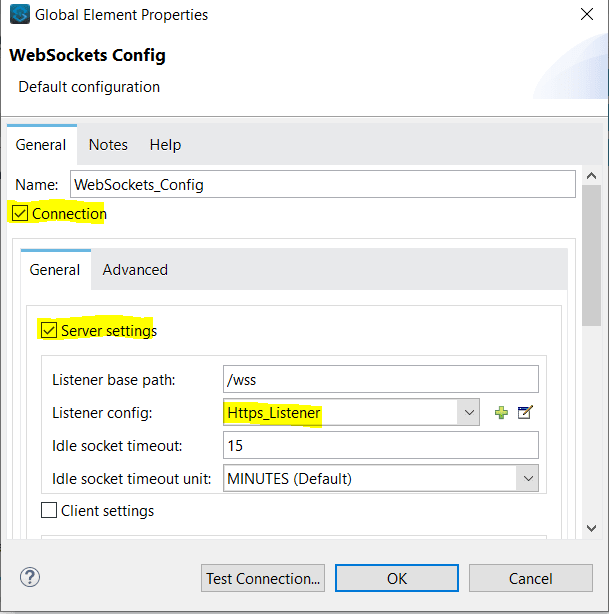 Global Element Properties
WebSockets Config
Default configuration
General Notes Help
Name: WebSockets_Config
Connection
General Advanced
Server settings
Listener base path: /wss
Listener config: Https_Listener
Idle socket timeout: 15
Idle socket timeout unit: MINUTES (Default)
Client settings
? Test Connection... OK Cancel